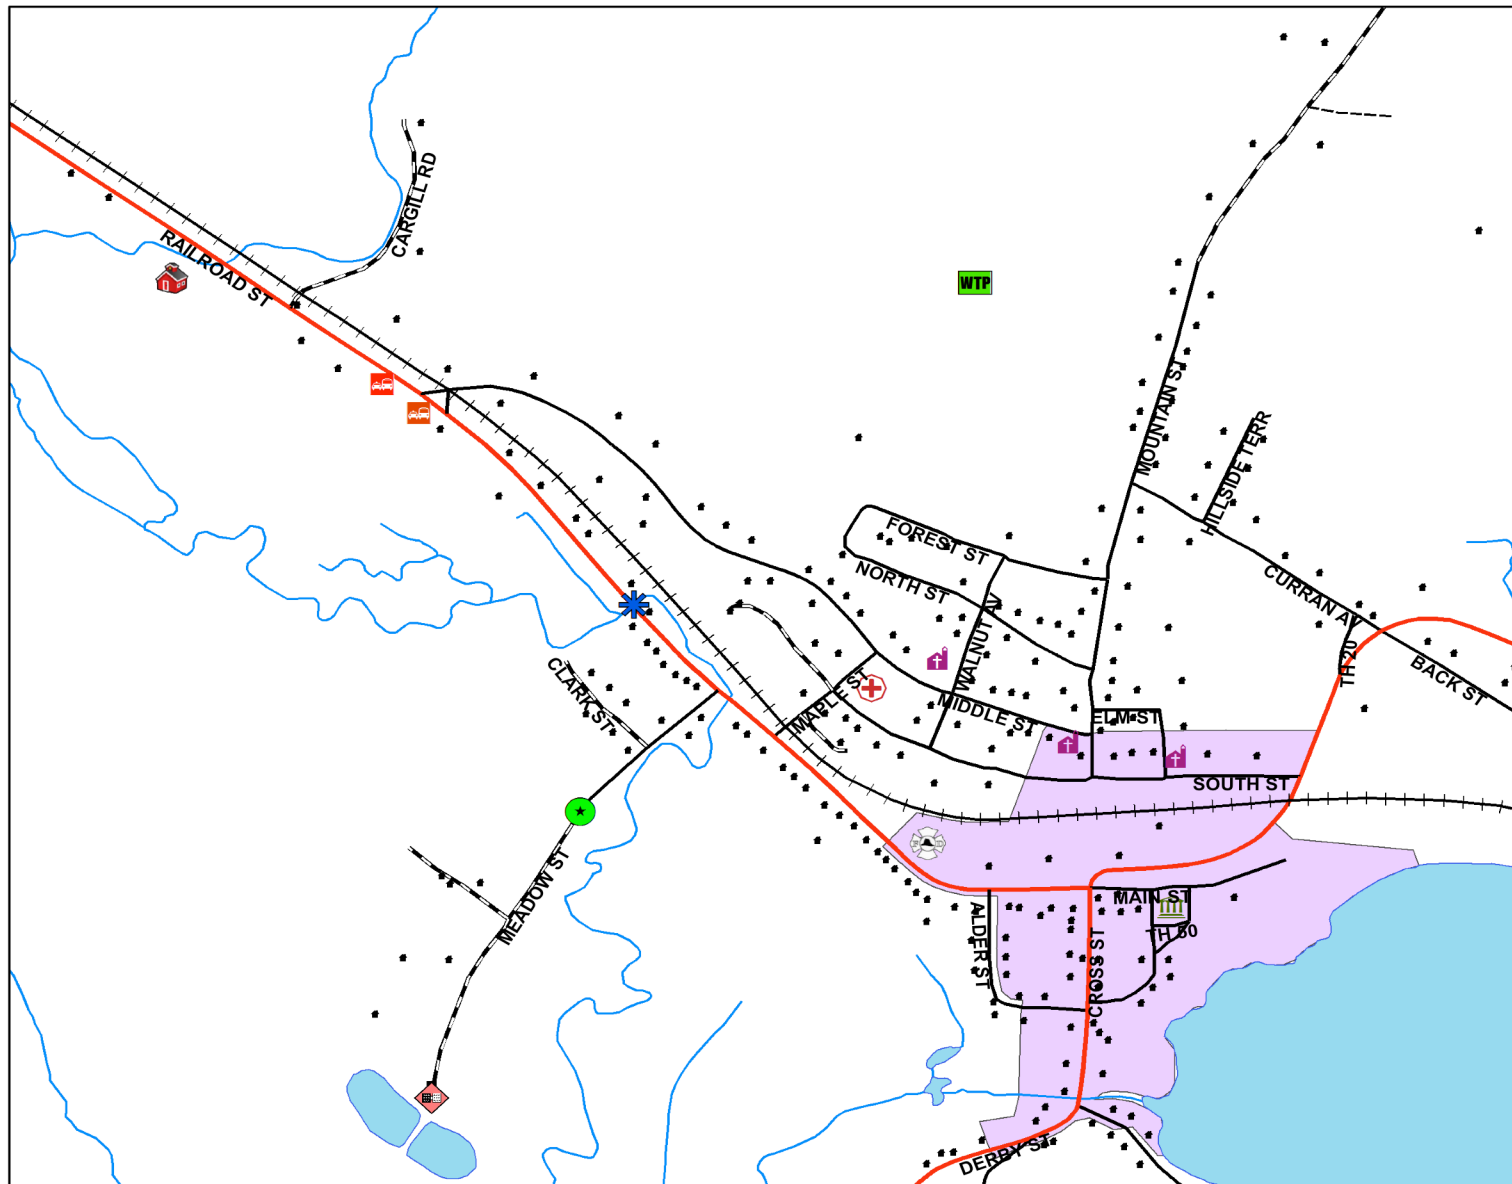 CARGILL RD
RAILROAD ST
WTP
MOUNTAIN ST
HILLSIDE TERR
FOREST ST
NORTH ST
CURRAN AV
WALNUT AV
TH 20
BACK ST
CLARK ST
MAPLE ST
MIDDLE ST
ELM ST
SOUTH ST
MEADOW ST
MAIN ST
ALDER ST
TH 50
CROSS ST
DERBY ST